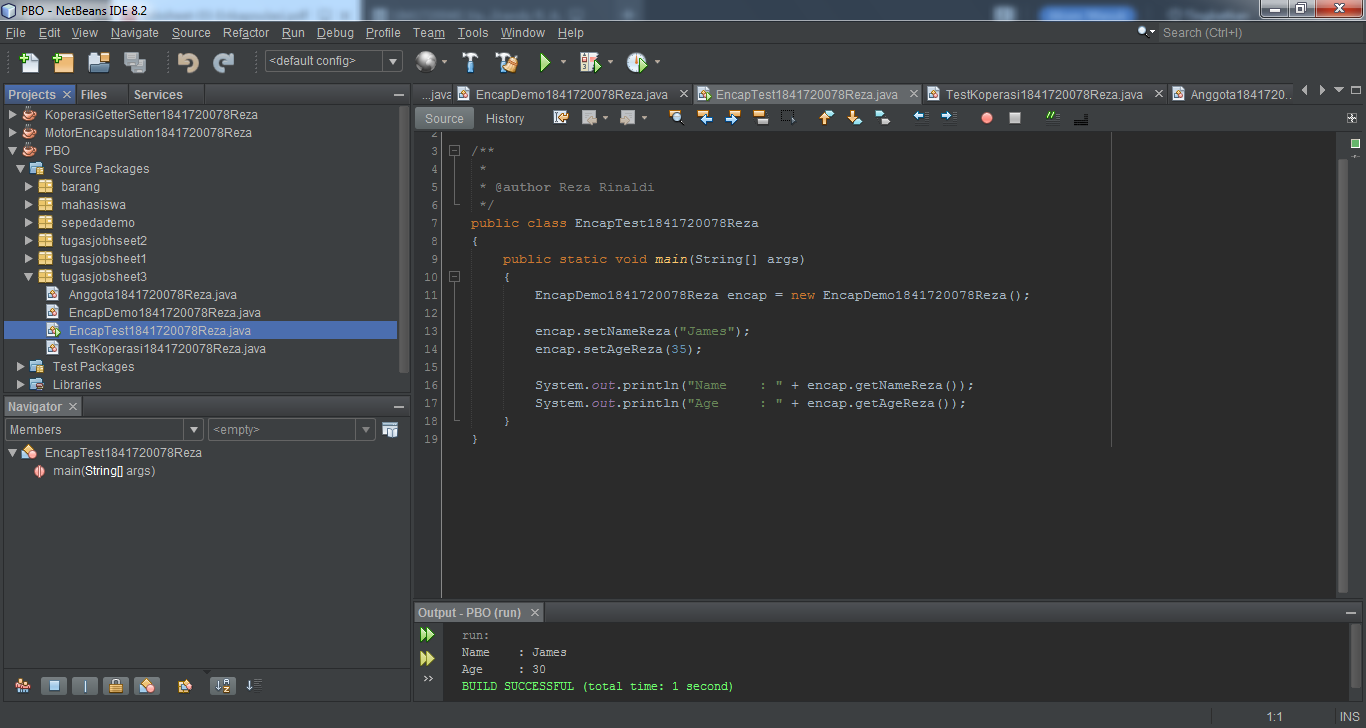 PBO - NetBeans IDE 8.2
File Edit View Navigate Source Refactor Run Debug Profile Team Tools Window Help
Search (Ctrl+I)
<default config>
Projects Files Services
KoperasiGetterSetter1841720078Reza
MotorEncapsulation1841720078Reza
PBO
Source Packages
barang
mahasiswa
sepedademo
tugasjobhseet2
tugasjobsheet1
tugasjobsheet3
Anggota1841720078Reza.java
EncapDemo1841720078Reza.java
EncapTest1841720078Reza.java
TestKoperasi1841720078Reza.java
Test Packages
Libraries
Navigator
Members
<empty>
EncapTest1841720078Reza
main(String[] args)
...java EncapDemo1841720078Reza.java EncapTest1841720078Reza.java TestKoperasi1841720078Reza.java Anggota1841720..
Source History
2
3 /**
4 *
5 * @author Reza Rinaldi
6 */
7 public class EncapTest1841720078Reza
8 {
9 public static void main(String[] args)
10 {
11 EncapDemo1841720078Reza encap = new EncapDemo1841720078Reza();
12
13 encap.setNameReza("James");
14 encap.setAgeReza(35);
15
16 System.out.println("Name    : " + encap.getNameReza());
17 System.out.println("Age     : " + encap.getAgeReza());
18 }
19 }
Output - PBO (run)
run:
Name    : James
Age     : 30
BUILD SUCCESSFUL (total time: 1 second)
1:1 INS